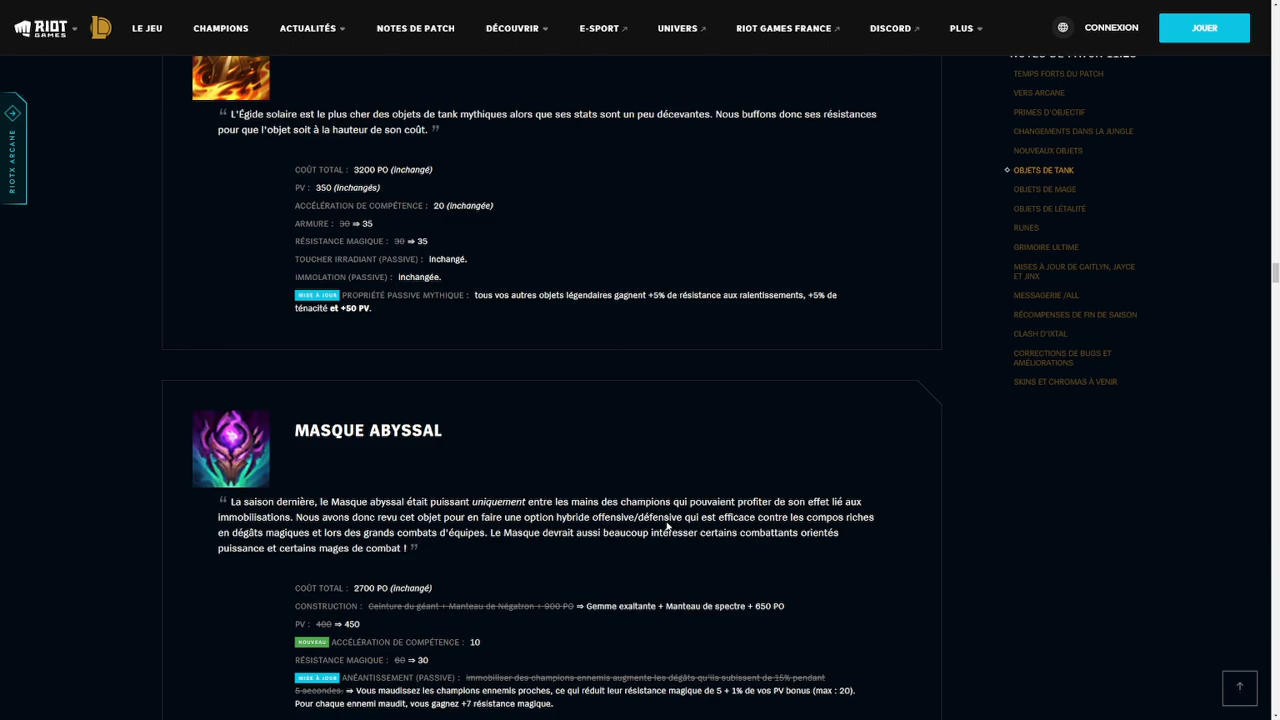 RIOT GAMES
LE JEU
CHAMPIONS
ACTUALITÉS
NOTES DE PATCH
DÉCOUVRIR
E-SPORT
UNIVERS
RIOT GAMES FRANCE
DISCORD
PLUS
CONNEXION
JOUER
RIOTX ARCANE
“ L'Égide solaire est le plus cher des objets de tank mythiques alors que ses stats sont un peu décevantes. Nous buffons donc ses résistances
pour que l'objet soit à la hauteur de son coût. ”
COÛT TOTAL : 3200 PO (inchangé)
PV : 350 (inchangés)
ACCÉLÉRATION DE COMPÉTENCE : 20 (inchangée)
ARMURE : 30 ⇒ 35
RÉSISTANCE MAGIQUE : 30 ⇒ 35
TOUCHER IRRADIANT (PASSIVE) : inchangé.
IMMOLATION (PASSIVE) : inchangée.
MISE À JOUR PROPRIÉTÉ PASSIVE MYTHIQUE : tous vos autres objets légendaires gagnent +5% de résistance aux ralentissements, +5% de
ténacité et +50 PV.
MASQUE ABYSSAL
“ La saison dernière, le Masque abyssal était puissant uniquement entre les mains des champions qui pouvaient profiter de son effet lié aux
immobilisations. Nous avons donc revu cet objet pour en faire une option hybride offensive/défensive qui est efficace contre les compos riches
en dégâts magiques et lors des grands combats d'équipes. Le Masque devrait aussi beaucoup intéresser certains combattants orientés
puissance et certains mages de combat ! ”
COÛT TOTAL : 2700 PO (inchangé)
CONSTRUCTION : Ceinture du géant + Manteau de Négatron + 900 PO ⇒ Gemme exaltante + Manteau de spectre + 650 PO
PV : 400 ⇒ 450
NOUVEAU ACCÉLÉRATION DE COMPÉTENCE : 10
RÉSISTANCE MAGIQUE : 60 ⇒ 30
MISE À JOUR ANÉANTISSEMENT (PASSIVE) : immobiliser des champions ennemis augmente les dégâts qu'ils subissent de 15% pendant
5 secondes. ⇒ Vous maudissez les champions ennemis proches, ce qui réduit leur résistance magique de 5 + 1% de vos PV bonus (max : 20).
Pour chaque ennemi maudit, vous gagnez +7 résistance magique.
TEMPS FORTS DU PATCH
VERS ARCANE
PRIMES D'OBJECTIF
CHANGEMENTS DANS LA JUNGLE
NOUVEAUX OBJETS
OBJETS DE TANK
OBJETS DE MAGE
OBJETS DE LÉTALITÉ
RUNES
GRIMOIRE ULTIME
MISES À JOUR DE CAITLYN, JAYCE
ET JINX
MESSAGERIE /ALL
RÉCOMPENSES DE FIN DE SAISON
CLASH D'IXTAL
CORRECTIONS DE BUGS ET
AMÉLIORATIONS
SKINS ET CHROMAS À VENIR